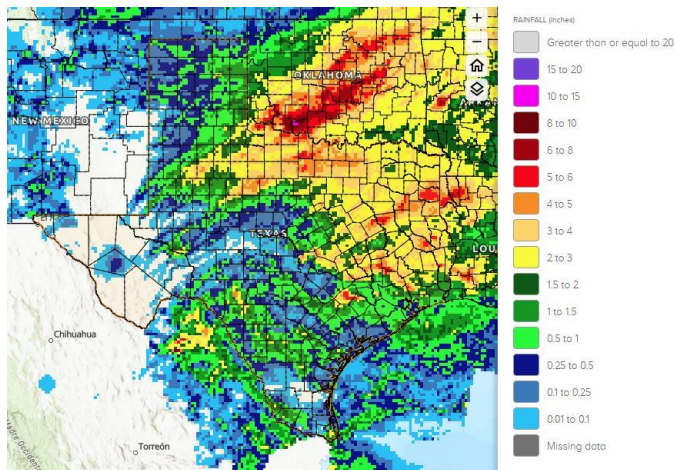 OKLAHOMA
NEW MEXICO
TEXAS
LOU
Chihuahua
Torreón
RAINFALL (inches)
Greater than or equal to 20
15 to 20
10 to 15
8 to 10
6 to 8
5 to 6
4 to 5
3 to 4
2 to 3
1.5 to 2
1 to 1.5
0.5 to 1
0.25 to 0.5
0.1 to 0.25
0.01 to 0.1
Missing data